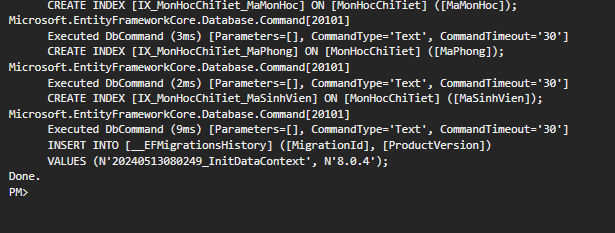 CREATE INDEX [IX_MonHocChiTiet_MaMonHoc] ON [MonHocChiTiet] ([MaMonHoc]);
Microsoft.EntityFrameworkCore.Database.Command[20101]
Executed DbCommand (3ms) [Parameters=[], CommandType='Text', CommandTimeout='30']
CREATE INDEX [IX_MonHocChiTiet_MaPhong] ON [MonHocChiTiet] ([MaPhong]);
Microsoft.EntityFrameworkCore.Database.Command[20101]
Executed DbCommand (2ms) [Parameters=[], CommandType='Text', CommandTimeout='30']
CREATE INDEX [IX_MonHocChiTiet_MaSinhVien] ON [MonHocChiTiet] ([MaSinhVien]);
Microsoft.EntityFrameworkCore.Database.Command[20101]
Executed DbCommand (9ms) [Parameters=[], CommandType='Text', CommandTimeout='30']
INSERT INTO [__EFMigrationsHistory] ([MigrationId], [ProductVersion])
VALUES (N'20240513080249_InitDataContext', N'8.0.4');
Done.
PM>